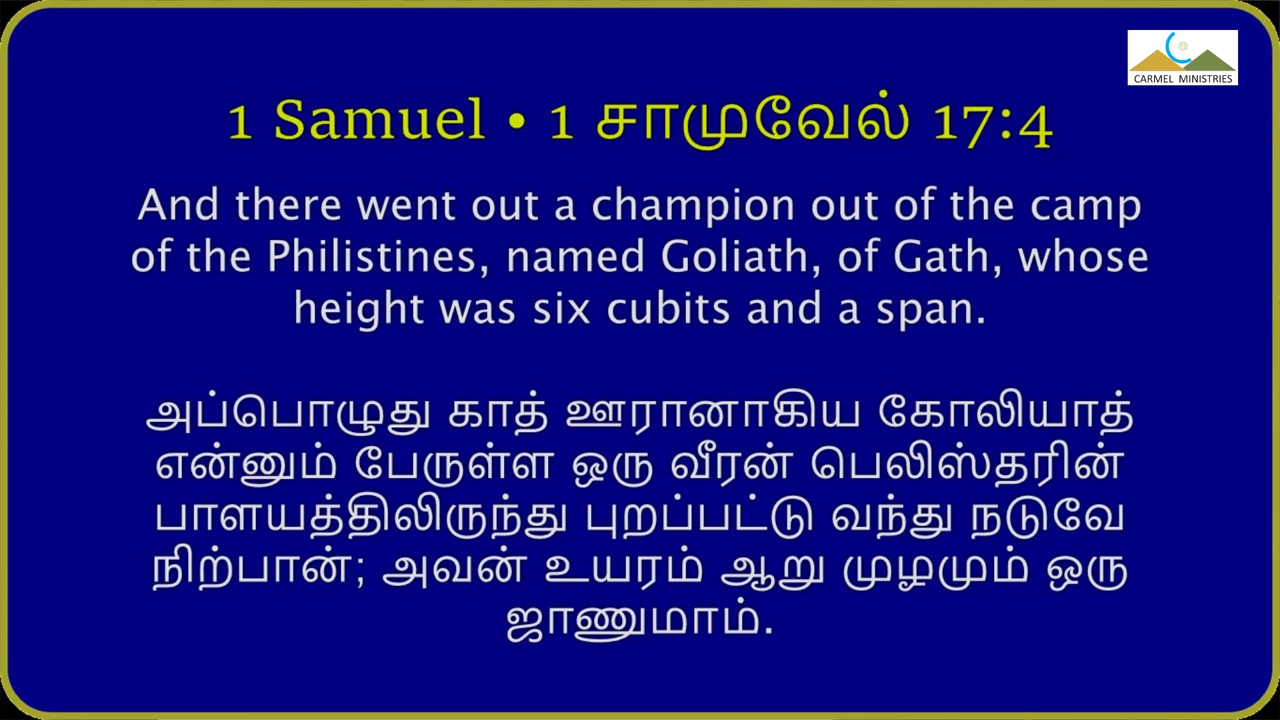 CARMEL MINISTRIES
1 Samuel • 1 சாமுவேல் 17:4
And there went out a champion out of the camp
of the Philistines, named Goliath, of Gath, whose
height was six cubits and a span.
அப்பொழுது காத் ஊரானாகிய கோலியாத்
என்னும் பேருள்ள ஒரு வீரன் பெலிஸ்தரின்
பாளயத்திலிருந்து புறப்பட்டு வந்து நடுவே
நிற்பான்; அவன் உயரம் ஆறு முழமும் ஒரு
ஜாணுமாம்.